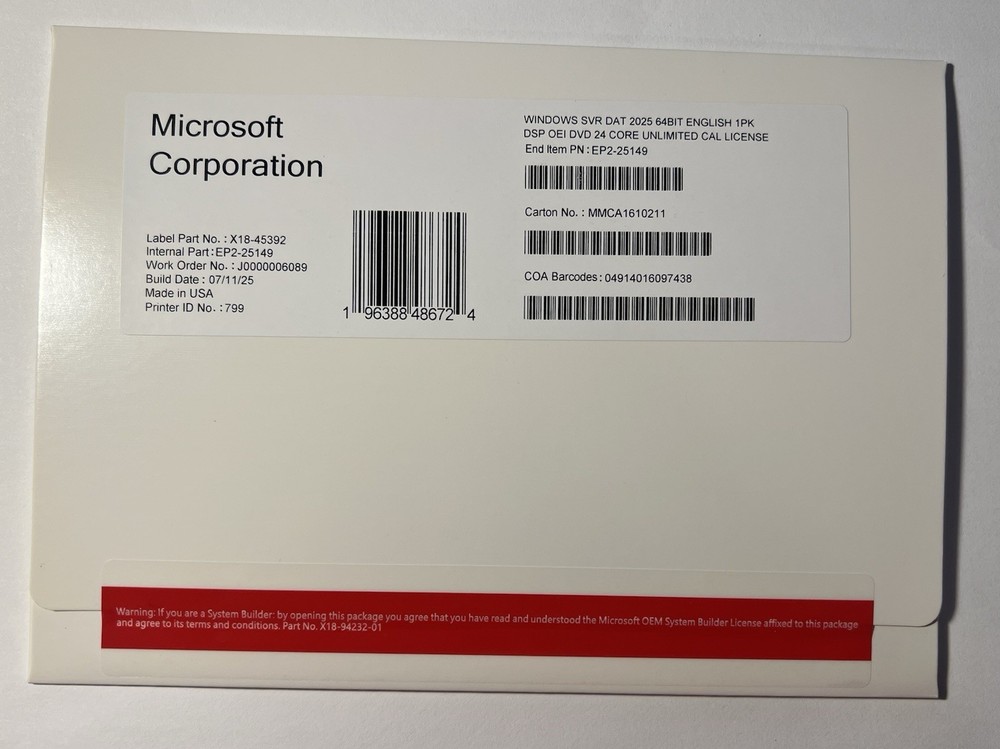 Microsoft
Corporation
Label Part No. : X18-45392
Internal Part:EP2-25149
Work Order No. : J0000006089
Build Date : 07/11/25
Made in USA
Printer ID No. :799
1 96388 48672 4
WINDOWS SVR DAT 2025 64BIT ENGLISH 1PK
DSP OEI DVD 24 CORE UNLIMITED CAL LICENSE
End Item PN : EP2-25149
Carton No. : MMCA1610211
COA Barcodes : 04914016097438
Warning: If you are a System Builder: by opening this package you agree that you have read and understood the Microsoft OEM System Builder License affixed to this package
and agree to its terms and conditions. Part No. X18-94232-01